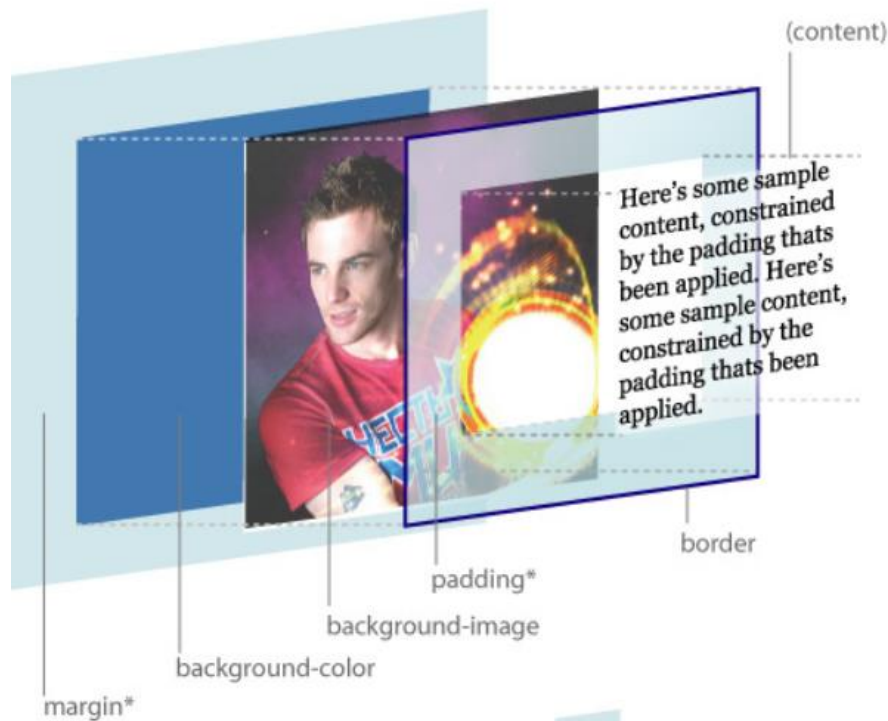 (content)
Here's some sample
content, constrained
by the padding thats
been applied. Here's
some sample content,
constrained by the
padding thats been
applied.
border
padding*
background-image
background-color
margin*